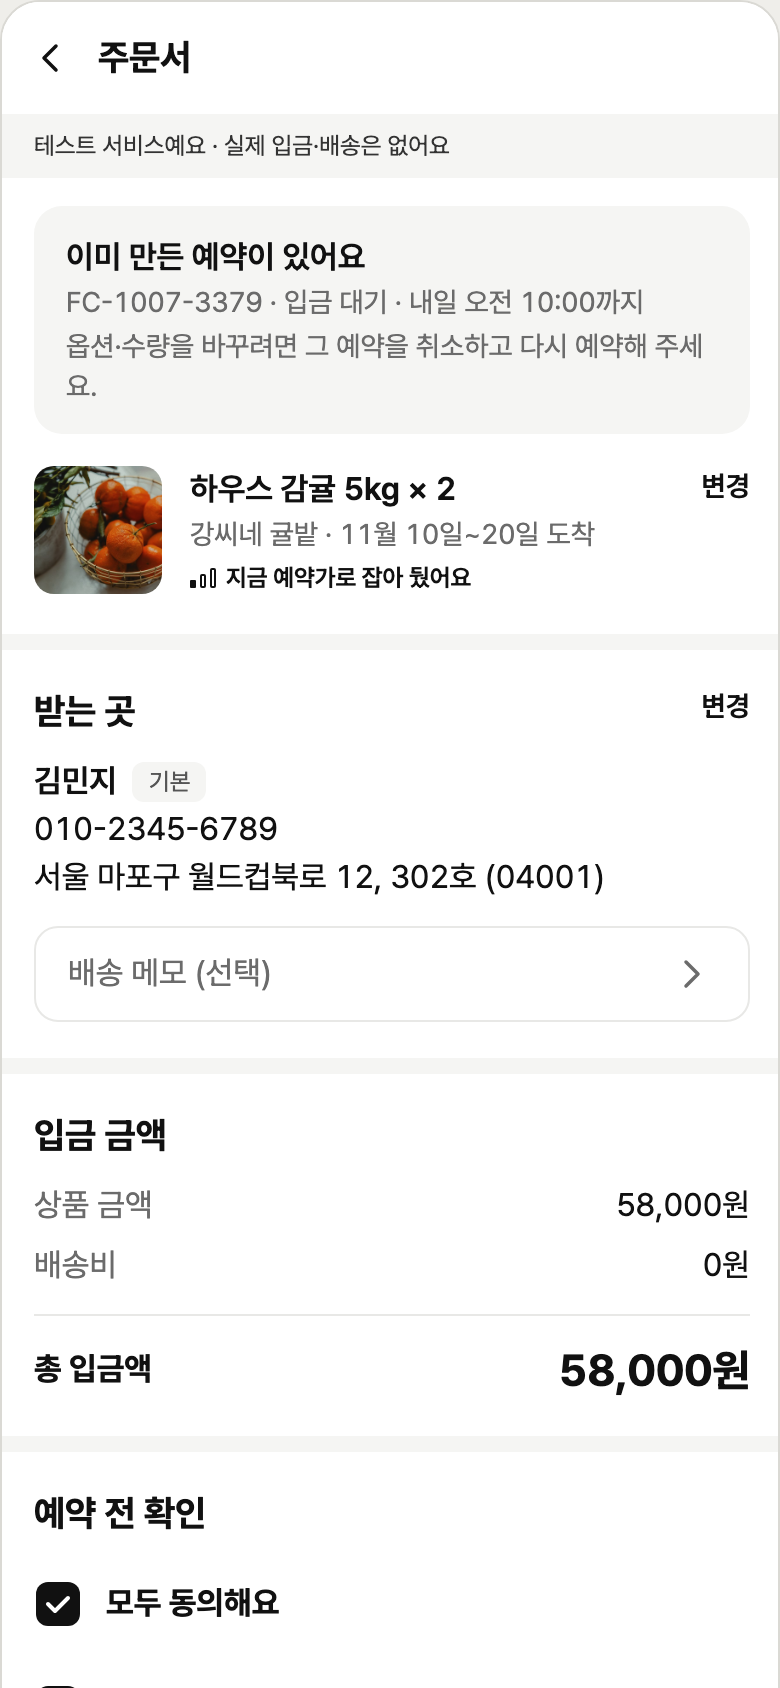 주문서
테스트 서비스예요 · 실제 입금·배송은 없어요
이미 만든 예약이 있어요
FC-1007-3379 · 입금 대기 · 내일 오전 10:00까지
옵션·수량을 바꾸려면 그 예약을 취소하고 다시 예약해 주세
요.
하우스 감귤 5kg × 2
변경
강씨네 귤밭 · 11월 10일~20일 도착
지금 예약가로 잡아 뒀어요
받는 곳
변경
김민지 기본
010-2345-6789
서울 마포구 월드컵북로 12, 302호 (04001)
배송 메모 (선택)
입금 금액
상품 금액 58,000원
배송비 0원
총 입금액 58,000원
예약 전 확인
모두 동의해요